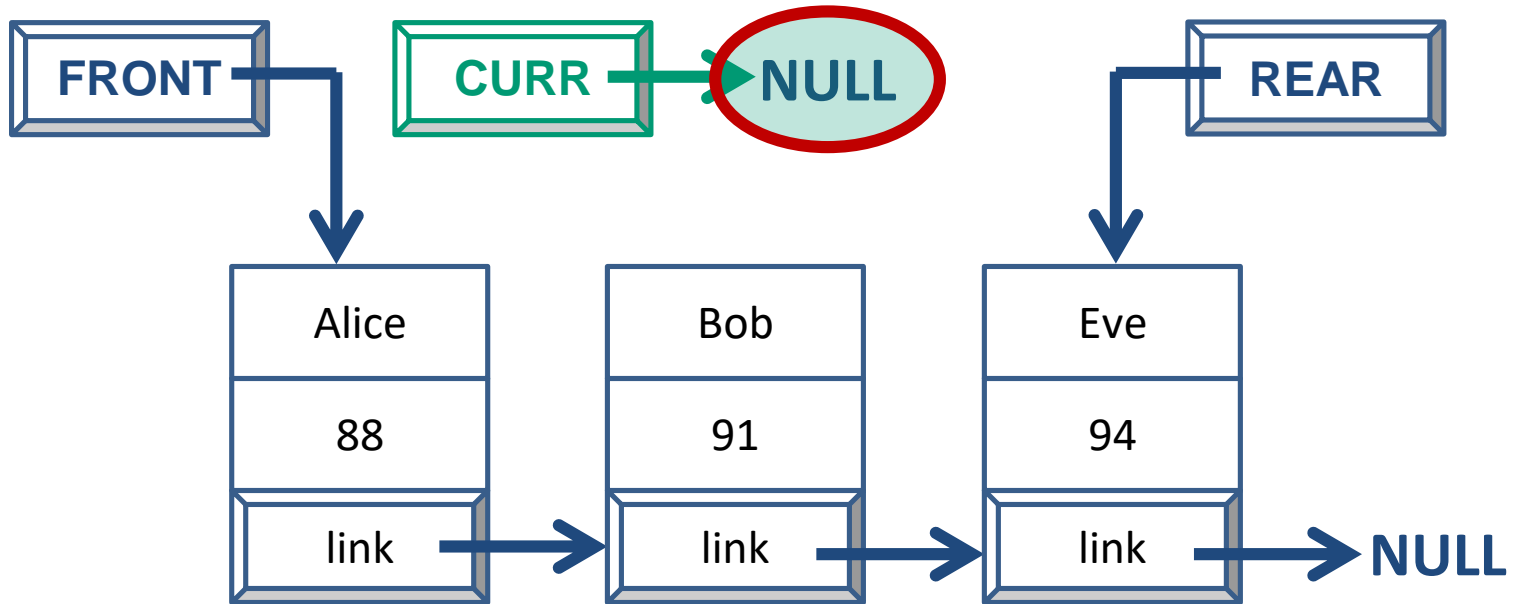 FRONT
CURR
NULL
REAR
Alice
Bob
Eve
88
91
94
link
link
link
NULL